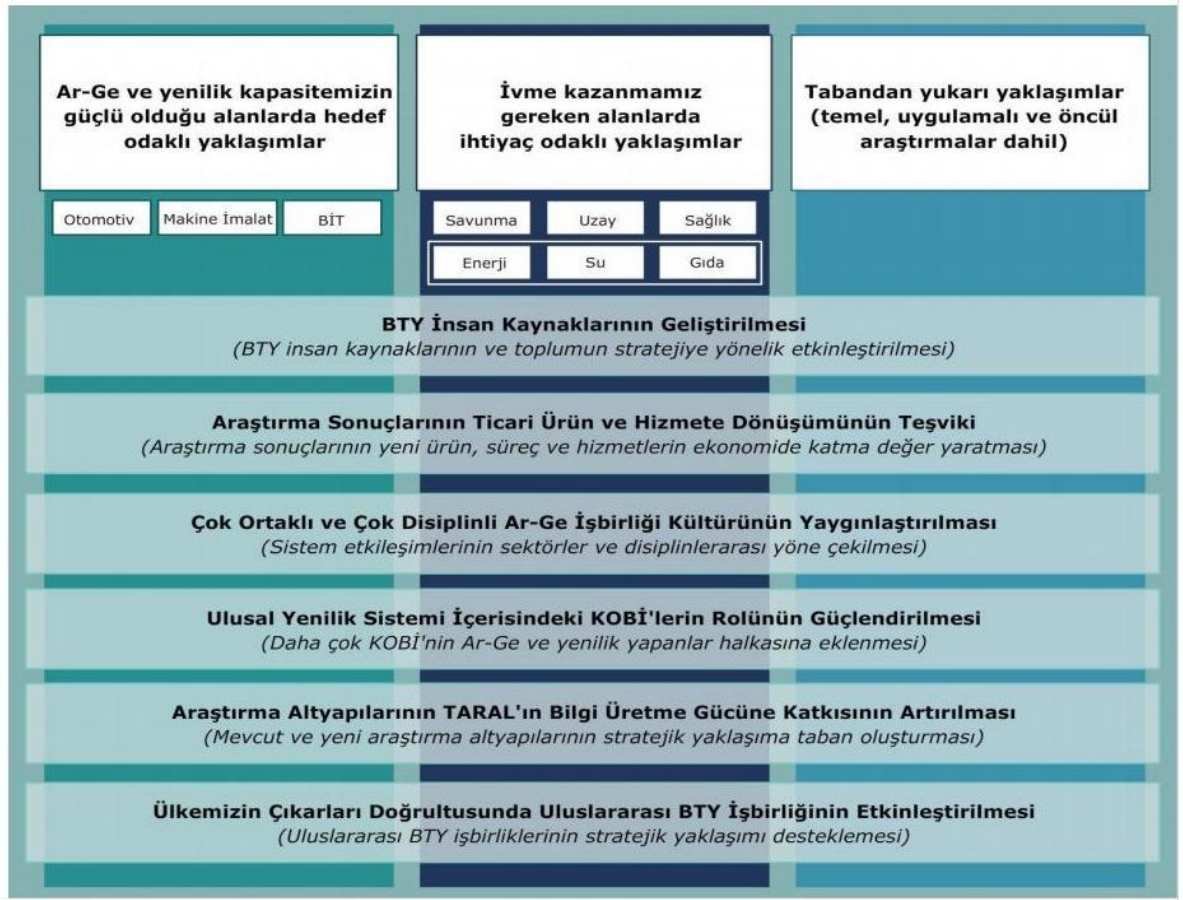 Ar-Ge ve yenilik kapasitemizin
güçlü olduğu alanlarda hedef
odaklı yaklaşımlar
İvme kazanmamız
gereken alanlarda
ihtiyaç odaklı yaklaşımlar
Tabandan yukarı yaklaşımlar
(temel, uygulamalı ve öncül
araştırmalar dahil)
Otomotiv
Makine İmalat
BİT
Savunma
Uzay
Sağlık
Enerji
Su
Gıda
BTY İnsan Kaynaklarının Geliştirilmesi
(BTY insan kaynaklarının ve toplumun stratejiye yönelik etkinleştirilmesi)
Araştırma Sonuçlarının Ticari Ürün ve Hizmete Dönüşümünün Teşviki
(Araştırma sonuçlarının yeni ürün, süreç ve hizmetlerin ekonomide katma değer yaratması)
Çok Ortaklı ve Çok Disiplinli Ar-Ge İşbirliği Kültürünün Yaygınlaştırılması
(Sistem etkileşimlerinin sektörler ve disiplinlerarası yöne çekilmesi)
Ulusal Yenilik Sistemi İçerisindeki KOBİ'lerin Rolünün Güçlendirilmesi
(Daha çok KOBİ'nin Ar-Ge ve yenilik yapanlar halkasına eklenmesi)
Araştırma Altyapılarının TARAL'ın Bilgi Üretme Gücüne Katkısının Artırılması
(Mevcut ve yeni araştırma altyapılarının stratejik yaklaşıma taban oluşturması)
Ülkemizin Çıkarları Doğrultusunda Uluslararası BTY İşbirliğinin Etkinleştirilmesi
(Uluslararası BTY işbirliklerinin stratejik yaklaşımı desteklemesi)